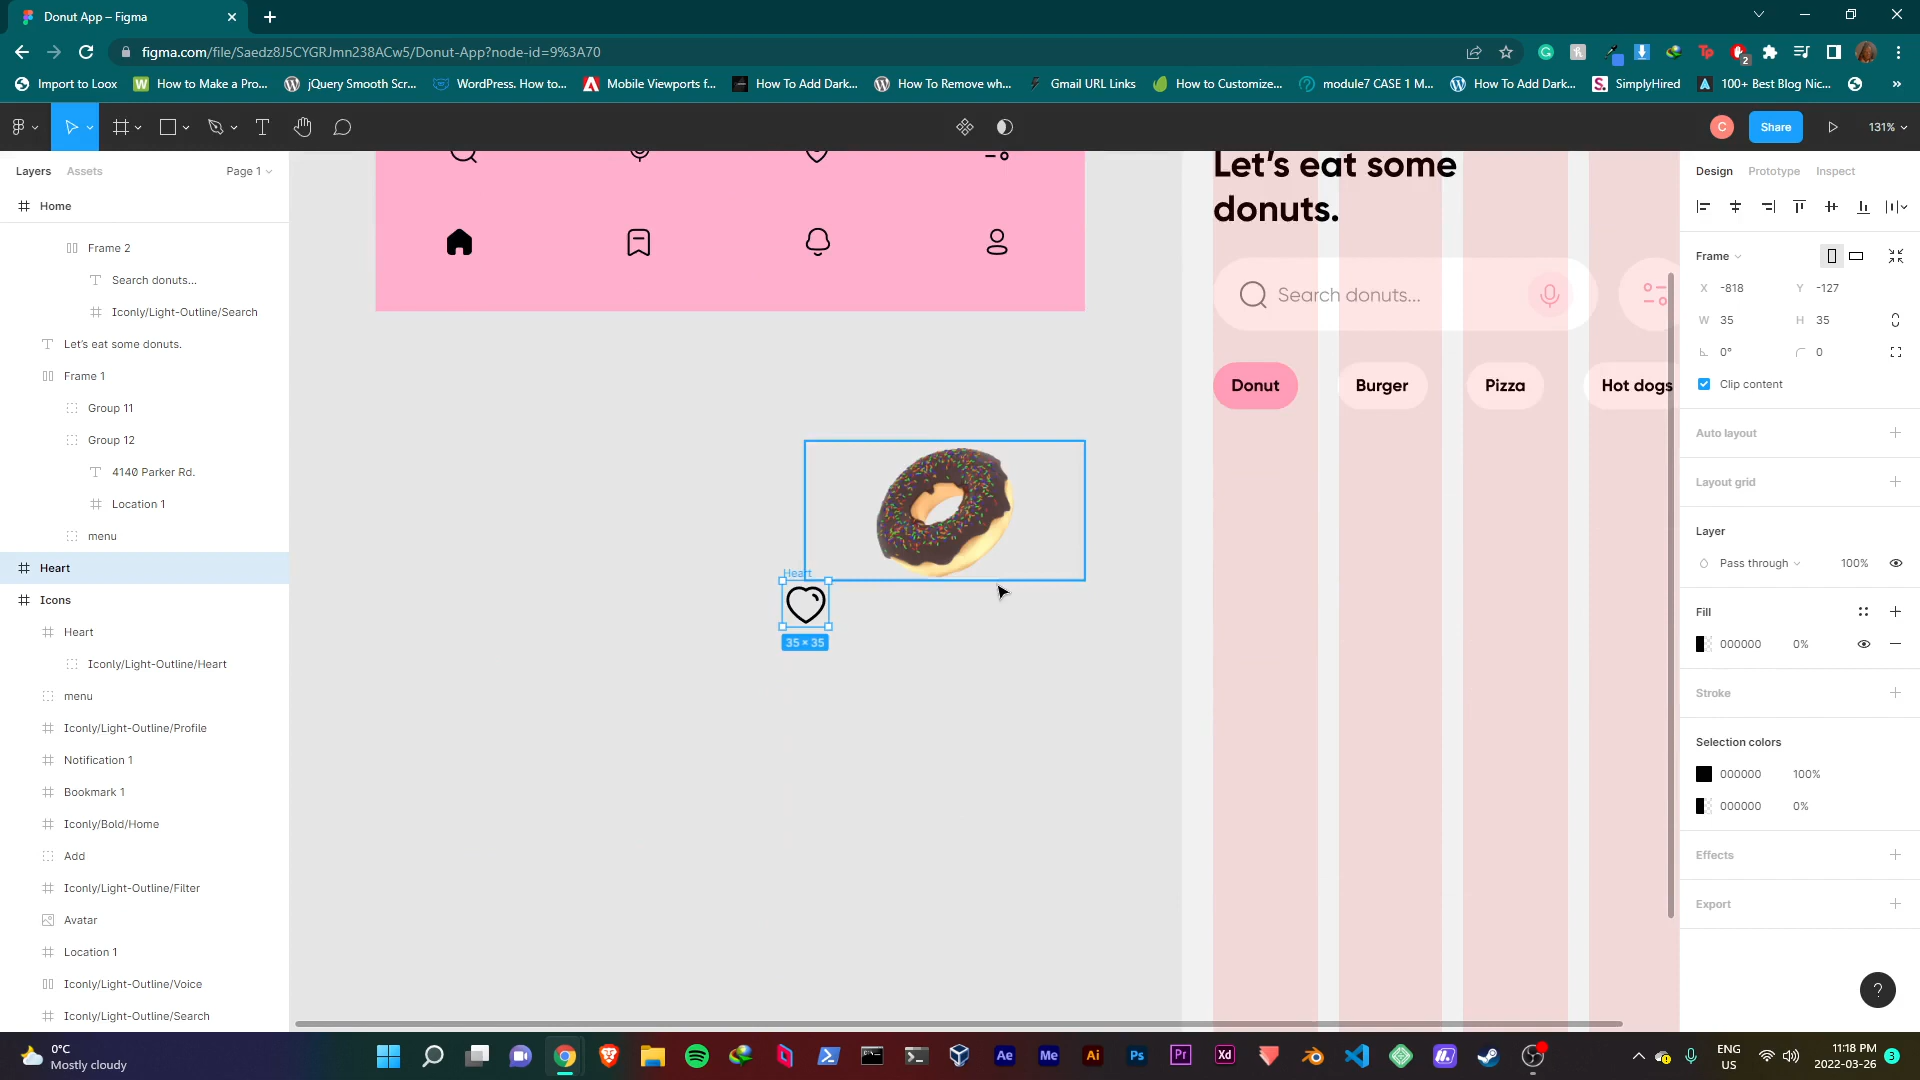 Donut App – Figma
figma.com/file/Saedz8J5CYGRJmn238ACw5/Donut-App?node-id=9%3A70
2
Import to Loox
How to Make a Pro...
jQuery Smooth Scr...
WordPress. How to...
Mobile Viewports f...
How To Add Dark...
How To Remove wh...
Gmail URL Links
How to Customize...
module7 CASE 1 M...
How To Add Dark...
SimplyHired
100+ Best Blog Nic...
C
Share
131%
Layers
Assets
Page 1
Home
Frame 2
Search donuts...
Iconly/Light-Outline/Search
Let's eat some donuts.
Frame 1
Group 11
Group 12
4140 Parker Rd.
Location 1
menu
Heart
Icons
Heart
Iconly/Light-Outline/Heart
menu
Iconly/Light-Outline/Profile
Notification 1
Bookmark 1
Iconly/Bold/Home
Add
Iconly/Light-Outline/Filter
Avatar
Location 1
Iconly/Light-Outline/Voice
Iconly/Light-Outline/Search
Heart
35 × 35
Let's eat some
donuts.
Search donuts...
Donut
Burger
Pizza
Hot dogs
Design
Prototype
Inspect
Frame
X -818
Y -127
W 35
H 35
0°
0
Clip content
Auto layout
Layout grid
Layer
Pass through
100%
Fill
000000
0%
Stroke
Selection colors
000000
100%
000000
0%
Effects
Export
?
0°C
Mostly cloudy
Ae
Me
Ai
Ps
Pr
Xd
ENG
US
11:18 PM
2022-03-26
3